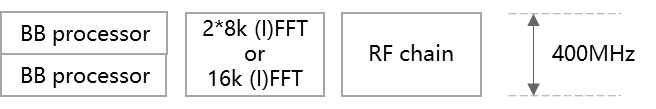 BB processor
BB processor
2*8k (I)FFT
or
16k (I)FFT
RF chain
400MHz